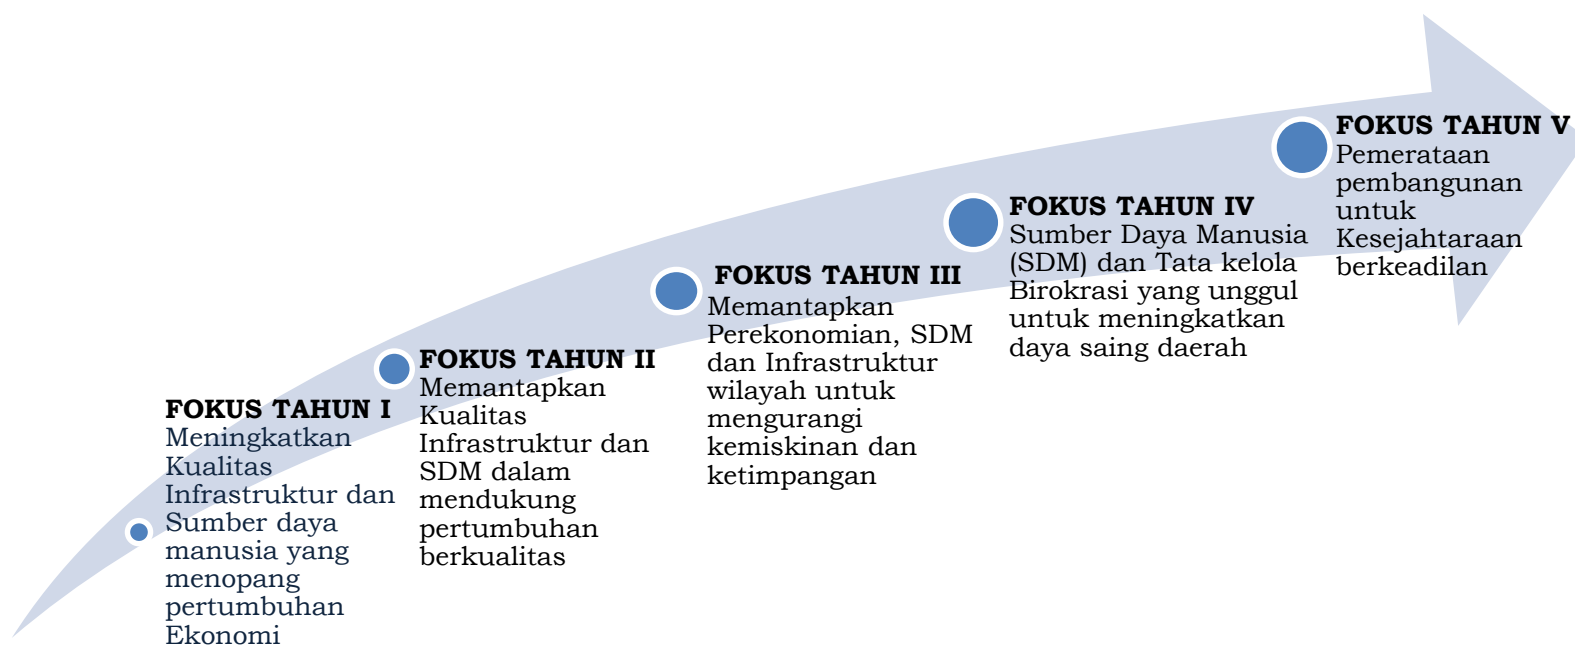 FOKUS TAHUN I
Meningkatkan
Kualitas
Infrastruktur dan
Sumber daya
manusia yang
menopang
pertumbuhan
Ekonomi
FOKUS TAHUN II
Memantapkan
Kualitas
Infrastruktur dan
SDM dalam
mendukung
pertumbuhan
berkualitas
FOKUS TAHUN III
Memantapkan
Perekonomian, SDM
dan Infrastruktur
wilayah untuk
mengurangi
kemiskinan dan
ketimpangan
FOKUS TAHUN IV
Sumber Daya Manusia
(SDM) dan Tata kelola
Birokrasi yang unggul
untuk meningkatkan
daya saing daerah
FOKUS TAHUN V
Pemerataan
pembangunan
untuk
Kesejahtaraan
berkeadilan